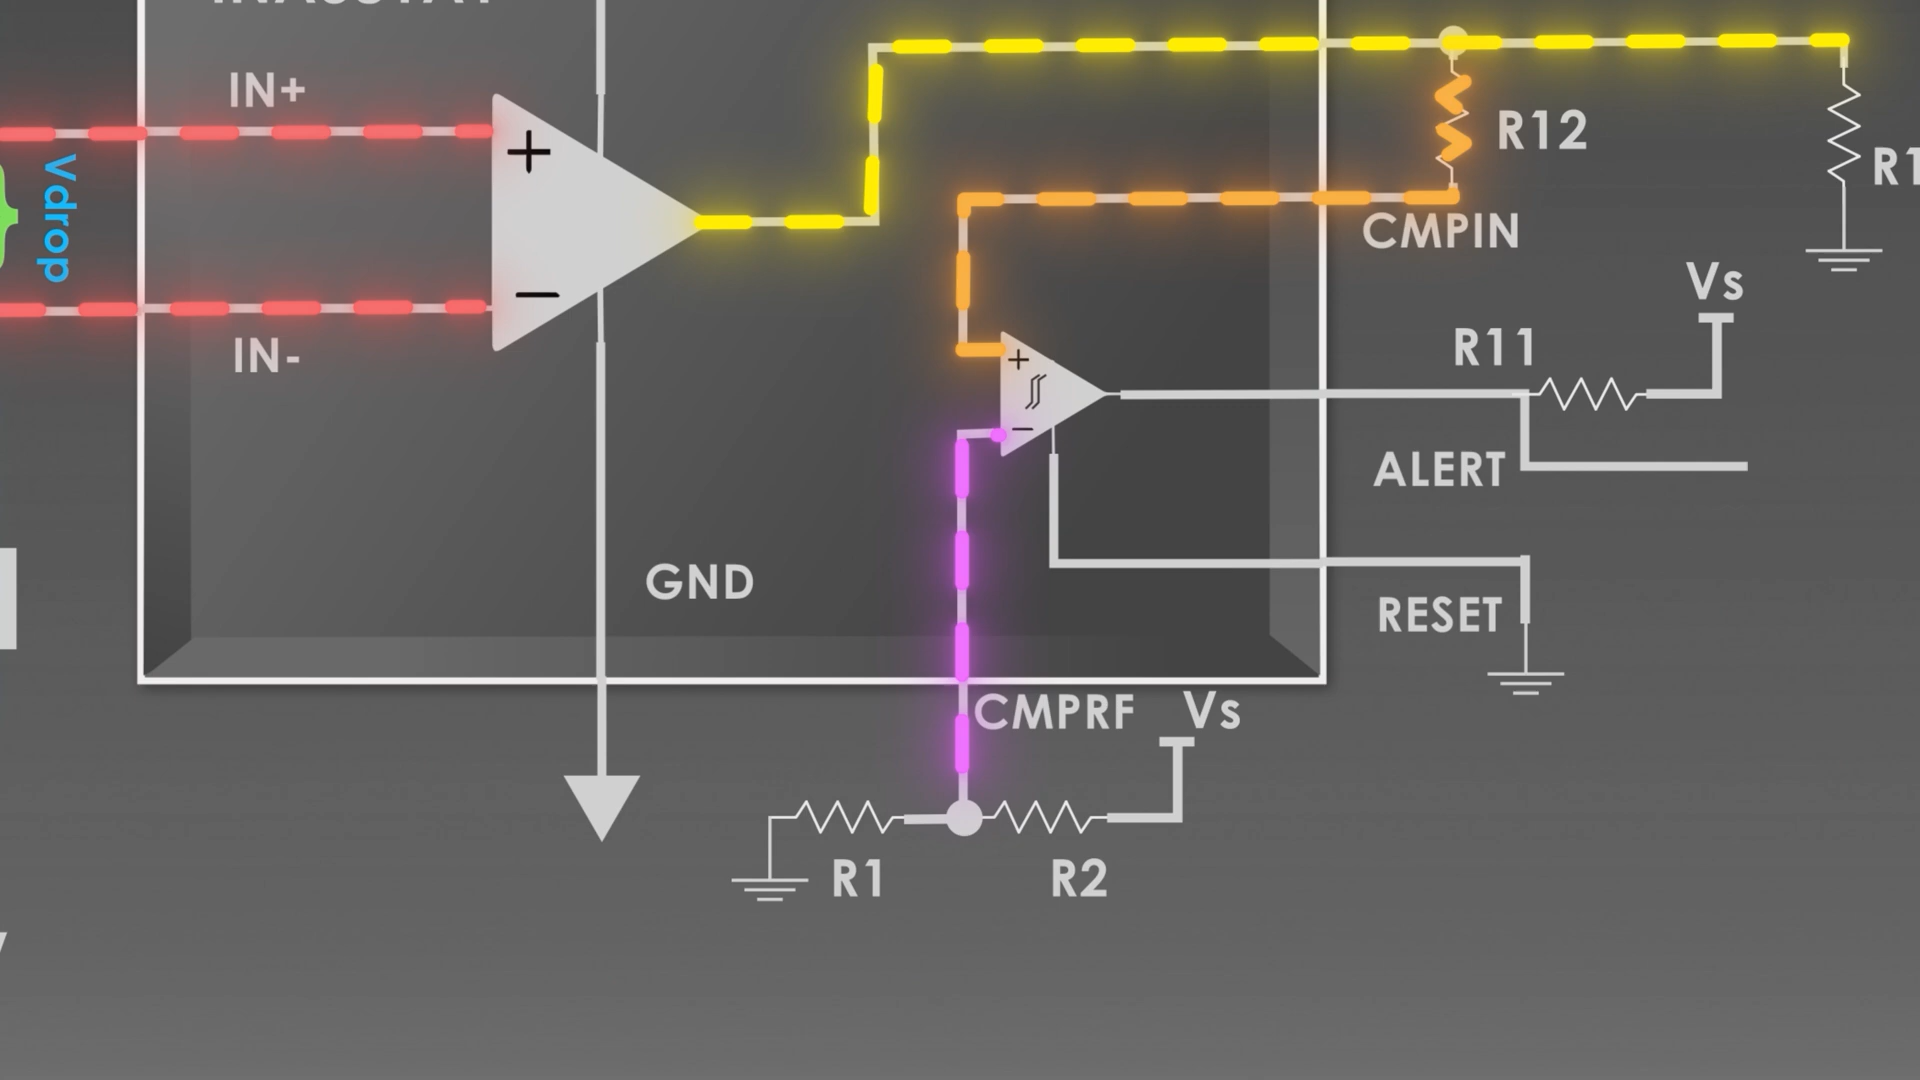 IN+
Vdrop
IN-
R12
CMPIN
Vs
R11
ALERT
GND
RESET
CMPRF
Vs
R1
R2